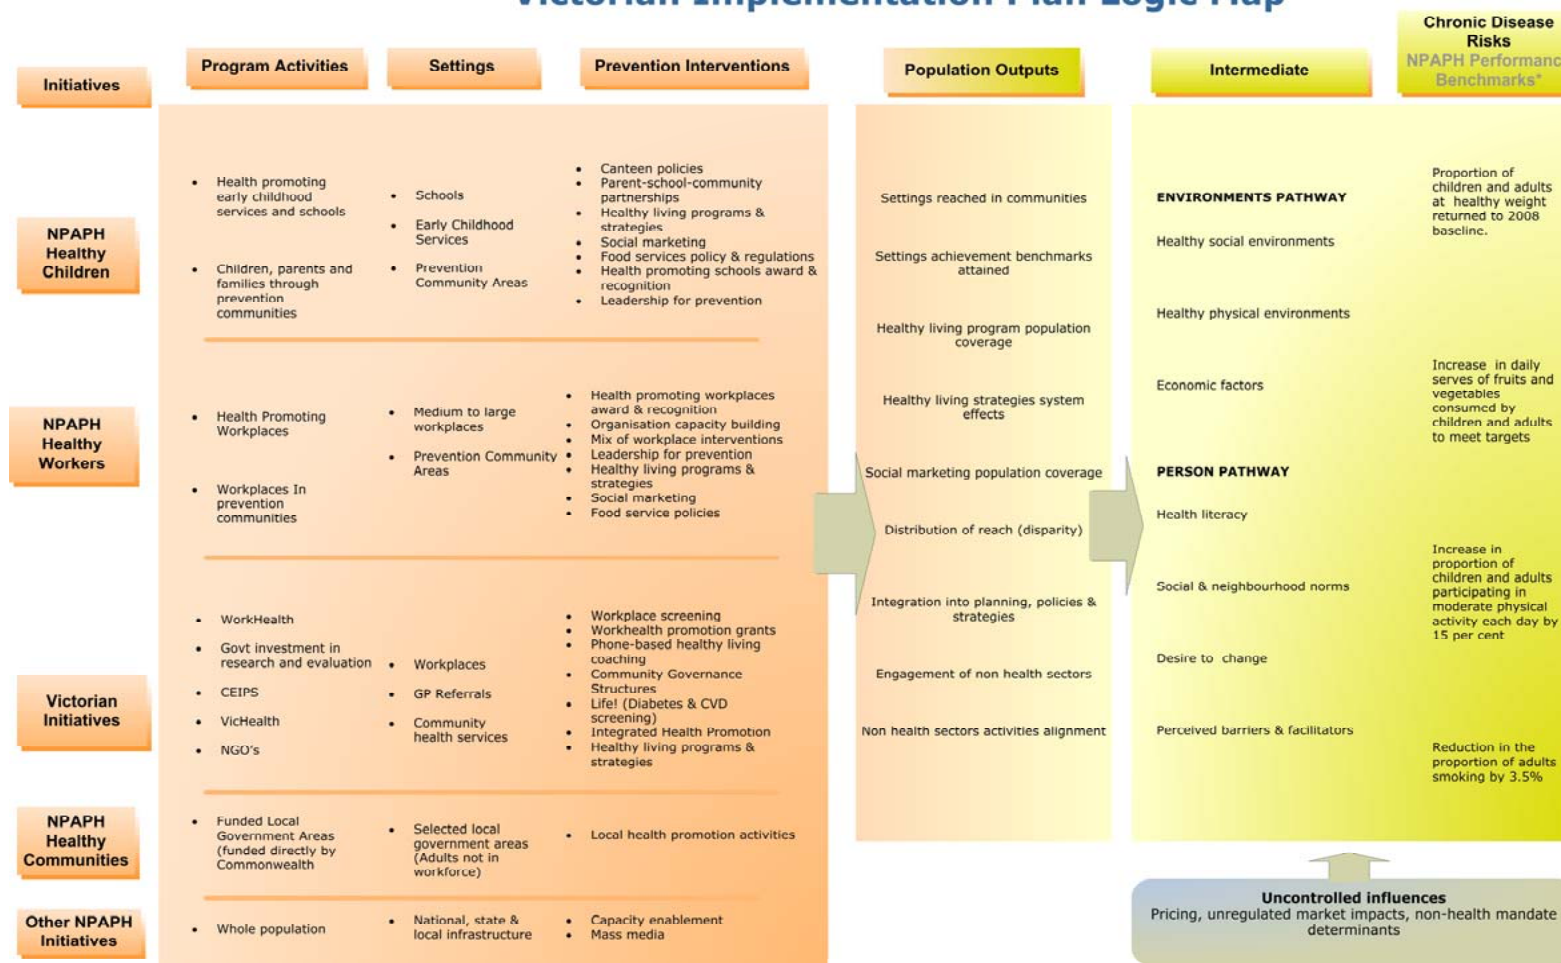 Victorian Implementation Plan Logic Map
Initiatives
Program Activities
Settings
Prevention Interventions
Population Outputs
Intermediate
Chronic Disease
Risks
NPAPH Performanc
Benchmarks*
NPAPH
Healthy
Children
• Health promoting
early childhood
services and schools
• Children, parents and
families through
prevention
communities
• Schools
• Early Childhood
Services
• Prevention
Community Areas
• Canteen policies
• Parent-school-community
partnerships
• Healthy living programs &
strategies
• Social marketing
• Food services policy & regulations
• Health promoting schools award &
recognition
• Leadership for prevention
NPAPH
Healthy
Workers
• Health Promoting
Workplaces
• Workplaces In
prevention
communities
• Medium to large
workplaces
• Prevention Community
Areas
• Health promoting workplaces
award & recognition
• Organisation capacity building
• Mix of workplace interventions
• Leadership for prevention
• Healthy living programs &
strategies
• Social marketing
• Food service policies
Victorian
Initiatives
• WorkHealth
• Govt investment in
research and evaluation
• CEIPS
• VicHealth
• NGO's
• Workplaces
• GP Referrals
• Community
health services
• Workplace screening
• Workhealth promotion grants
• Phone-based healthy living
coaching
• Community Governance
Structures
• Life! (Diabetes & CVD
screening)
• Integrated Health Promotion
• Healthy living programs &
strategies
NPAPH
Healthy
Communities
• Funded Local
Government Areas
(funded directly by
Commonwealth
• Selected local
government areas
(Adults not in
workforce)
• Local health promotion activities
Other NPAPH
Initiatives
• Whole population
• National, state &
local infrastructure
• Capacity enablement
• Mass media
Settings reached in communities
Settings achievement benchmarks
attained
Healthy living program population
coverage
Healthy living strategies system
effects
Social marketing population coverage
Distribution of reach (disparity)
Integration into planning, policies &
strategies
Engagement of non health sectors
Non health sectors activities alignment
ENVIRONMENTS PATHWAY
Healthy social environments
Healthy physical environments
Economic factors
PERSON PATHWAY
Health literacy
Social & neighbourhood norms
Desire to change
Perceived barriers & facilitators
Proportion of
children and adults
at healthy weight
returned to 2008
baseline.
Increase in daily
serves of fruits and
vegetables
consumed by
children and adults
to meet targets
Increase in
proportion of
children and adults
participating in
moderate physical
activity each day by
15 per cent
Reduction in the
proportion of adults
smoking by 3.5%
Uncontrolled influences
Pricing, unregulated market impacts, non-health mandate
determinants